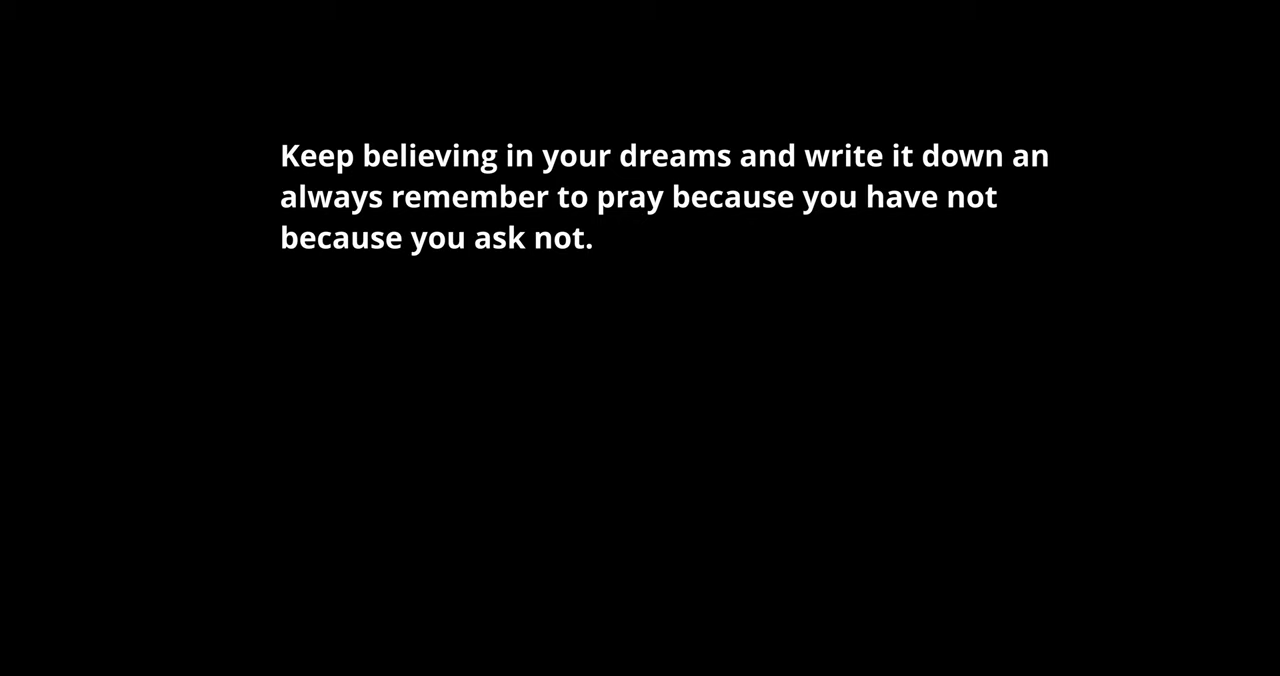 Keep believing in your dreams and write it down an
always remember to pray because you have not
because you ask not.